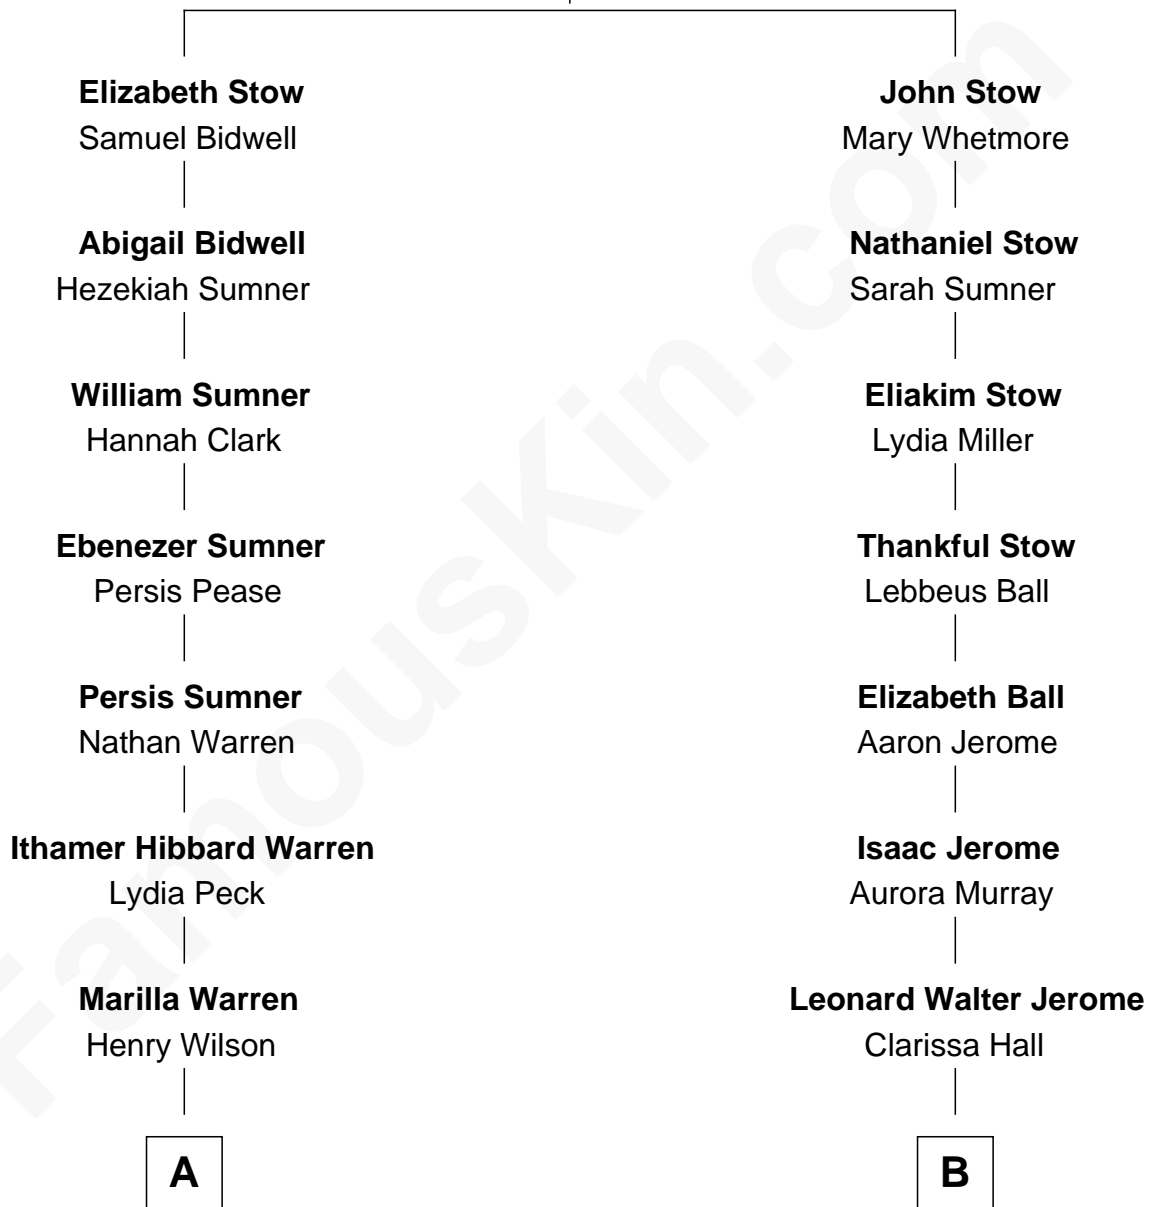 Elizabeth Stow
Samuel Bidwell
Abigail Bidwell
Hezekiah Sumner
William Sumner
Hannah Clark
Ebenezer Sumner
Persis Pease
Persis Sumner
Nathan Warren
Ithamer Hibbard Warren
Lydia Peck
Marilla Warren
Henry Wilson
A
John Stow
Mary Whetmore
Nathaniel Stow
Sarah Sumner
Eliakim Stow
Lydia Miller
Thankful Stow
Lebbeus Ball
Elizabeth Ball
Aaron Jerome
Isaac Jerome
Aurora Murray
Leonard Walter Jerome
Clarissa Hall
B
FamousKin.com